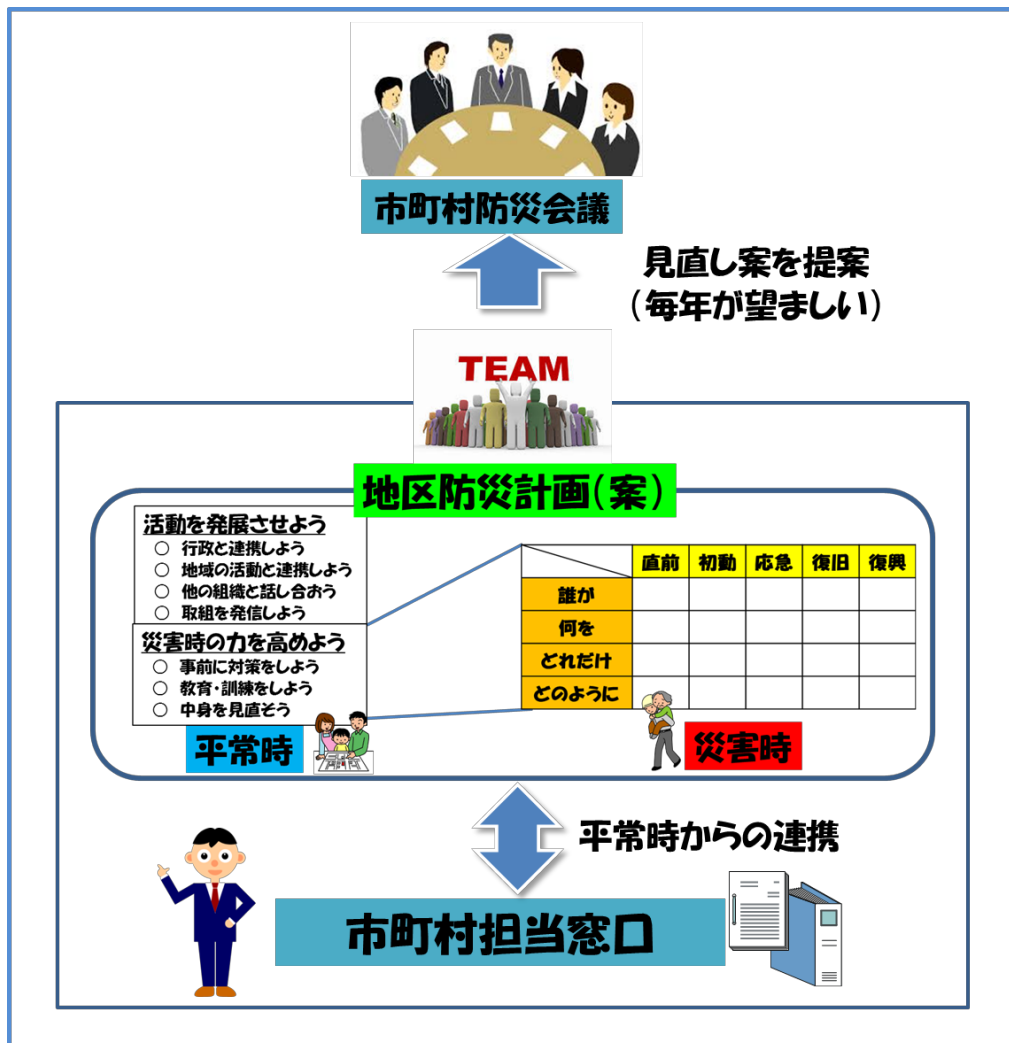 市町村防災会議
見直し案を提案
（毎年が望ましい）
TEAM
地区防災計画（案）
活動を発展させよう
○ 行政と連携しよう
○ 地域の活動と連携しよう
○ 他の組織と話し合おう
○ 取組を発信しよう
災害時の力を高めよう
○ 事前に対策をしよう
○ 教育・訓練をしよう
○ 中身を見直そう
平常時
直前 初動 応急 復旧 復興
誰が
何を
どれだけ
どのように
災害時
平常時からの連携
市町村担当窓口